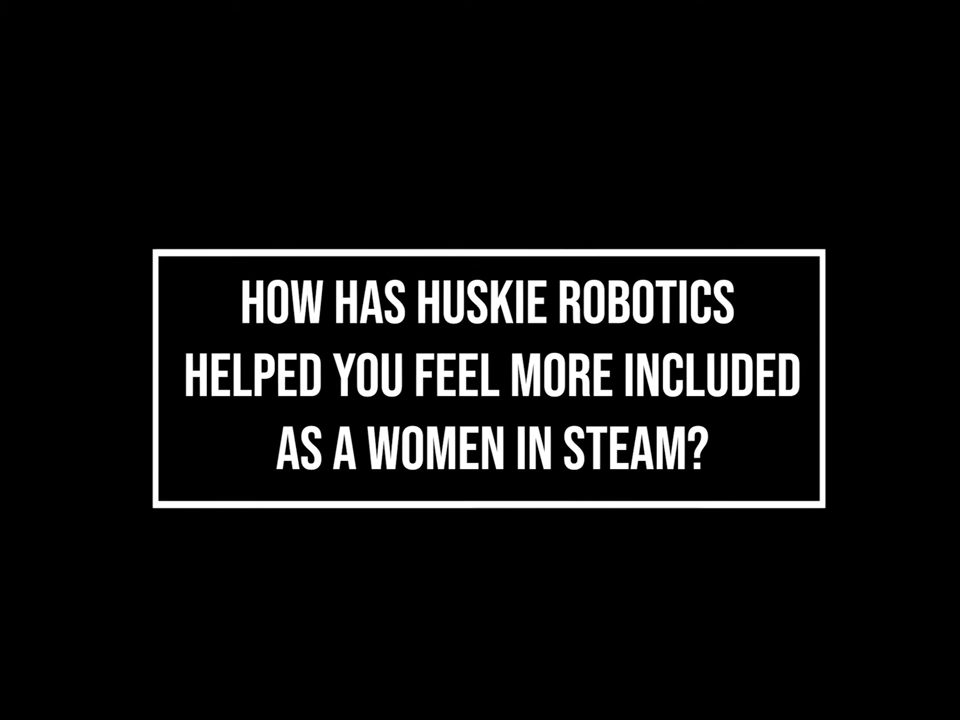 HOW HAS HUSKIE ROBOTICS
HELPED YOU FEEL MORE INCLUDED
AS A WOMEN IN STEAM?